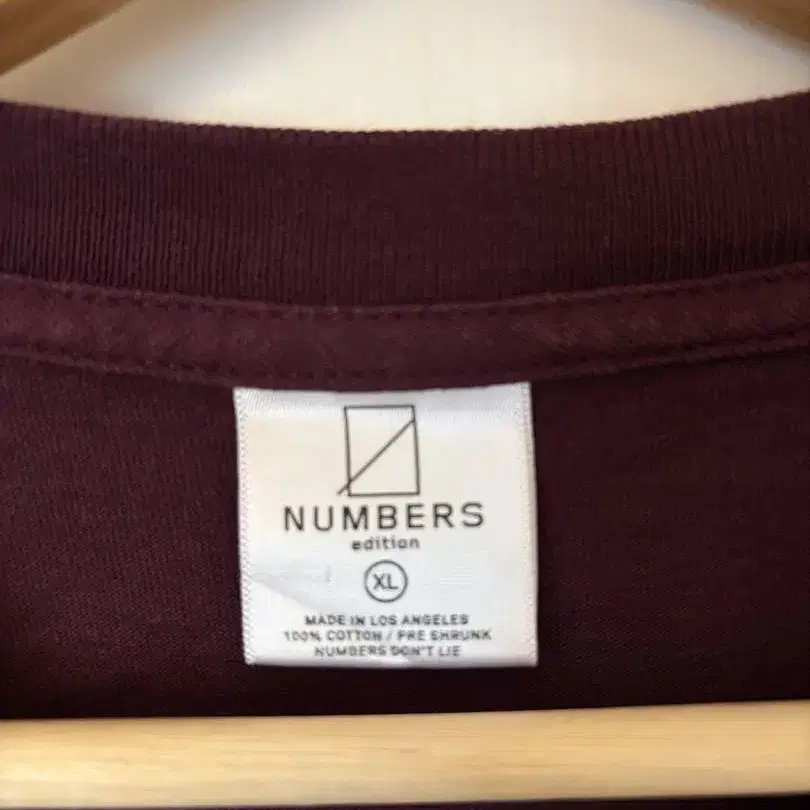 NUMBERS
edition
XL
MADE IN LOS ANGELES
100% COTTON / PRE SHRUNK
NUMBERS DON'T LIE